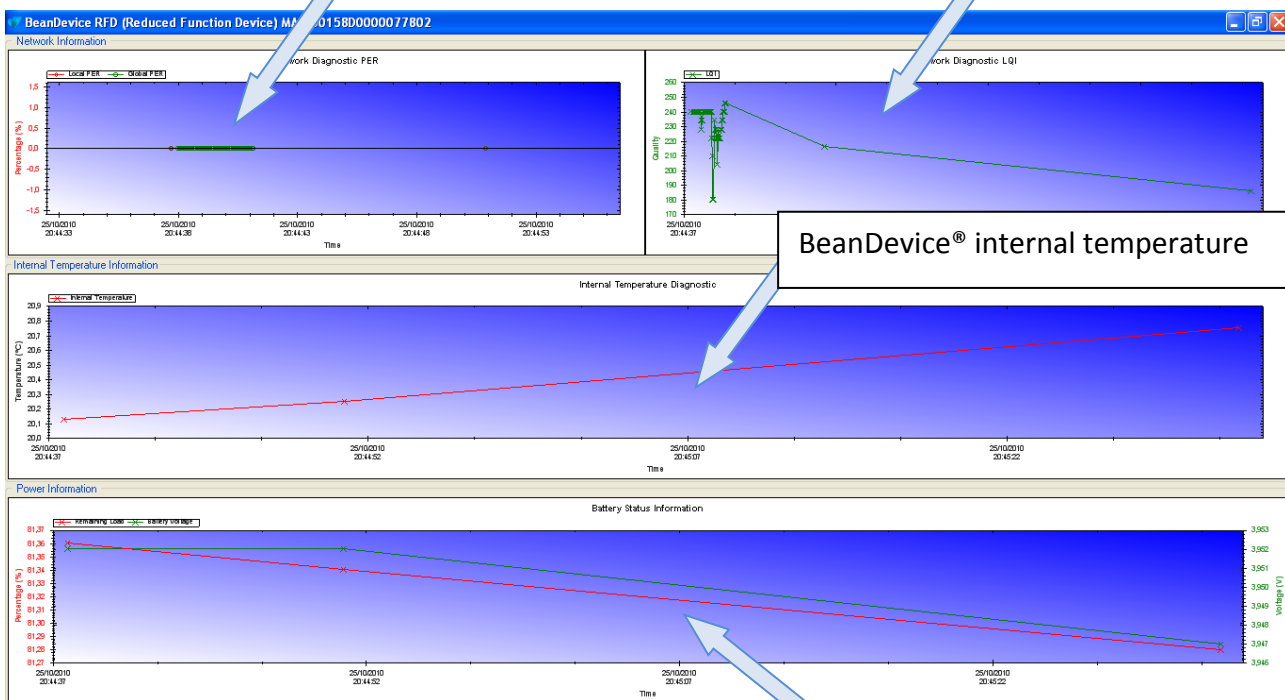 BeanDevice RFD (Reduced Function Device) MA 0158D0000077802
Network Information
work Diagnostic PER
Local PER Global PER
Percentage (%)
1,5
1,0
0,5
0,0
-0,5
-1,0
-1,5
25/10/2010 25/10/2010 25/10/2010 25/10/2010 25/10/2010
20:44:33 20:44:38 20:44:43 20:44:48 20:44:53
Time
work Diagnostic LQI
LQI
Quality
260
250
240
230
220
210
200
190
180
170
25/10/2010
20:44:37
BeanDevice® internal temperature
Internal Temperature Information
Internal Temperature Diagnostic
Internal Temperature
Temperature (°C)
20,9
20,8
20,7
20,6
20,5
20,4
20,3
20,2
20,1
20,0
25/10/2010 25/10/2010 25/10/2010 25/10/2010
20:44:37 20:44:52 20:45:07 20:45:22
Time
Power Information
Battery Status Information
Remaining Load Battery Voltage
Percentage (%)
81,37
81,36
81,35
81,34
81,33
81,32
81,31
81,30
81,29
81,28
81,27
3,953
3,952
3,951
3,950
3,949
3,948
3,947
3,946
Voltage (V)
25/10/2010 25/10/2010 25/10/2010 25/10/2010
20:44:37 20:44:52 20:45:07 20:45:22
Time